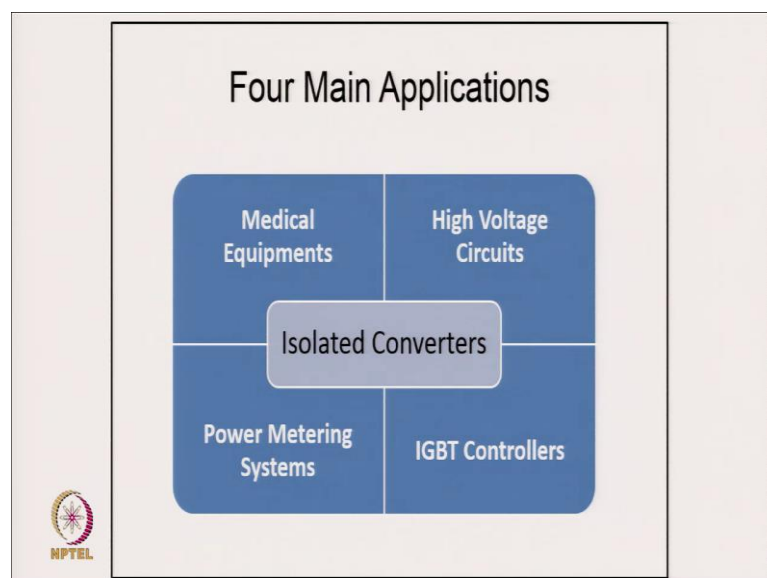 Four Main Applications
Medical
Equipments
High Voltage
Circuits
Isolated Converters
Power Metering
Systems
IGBT Controllers
NPTEL